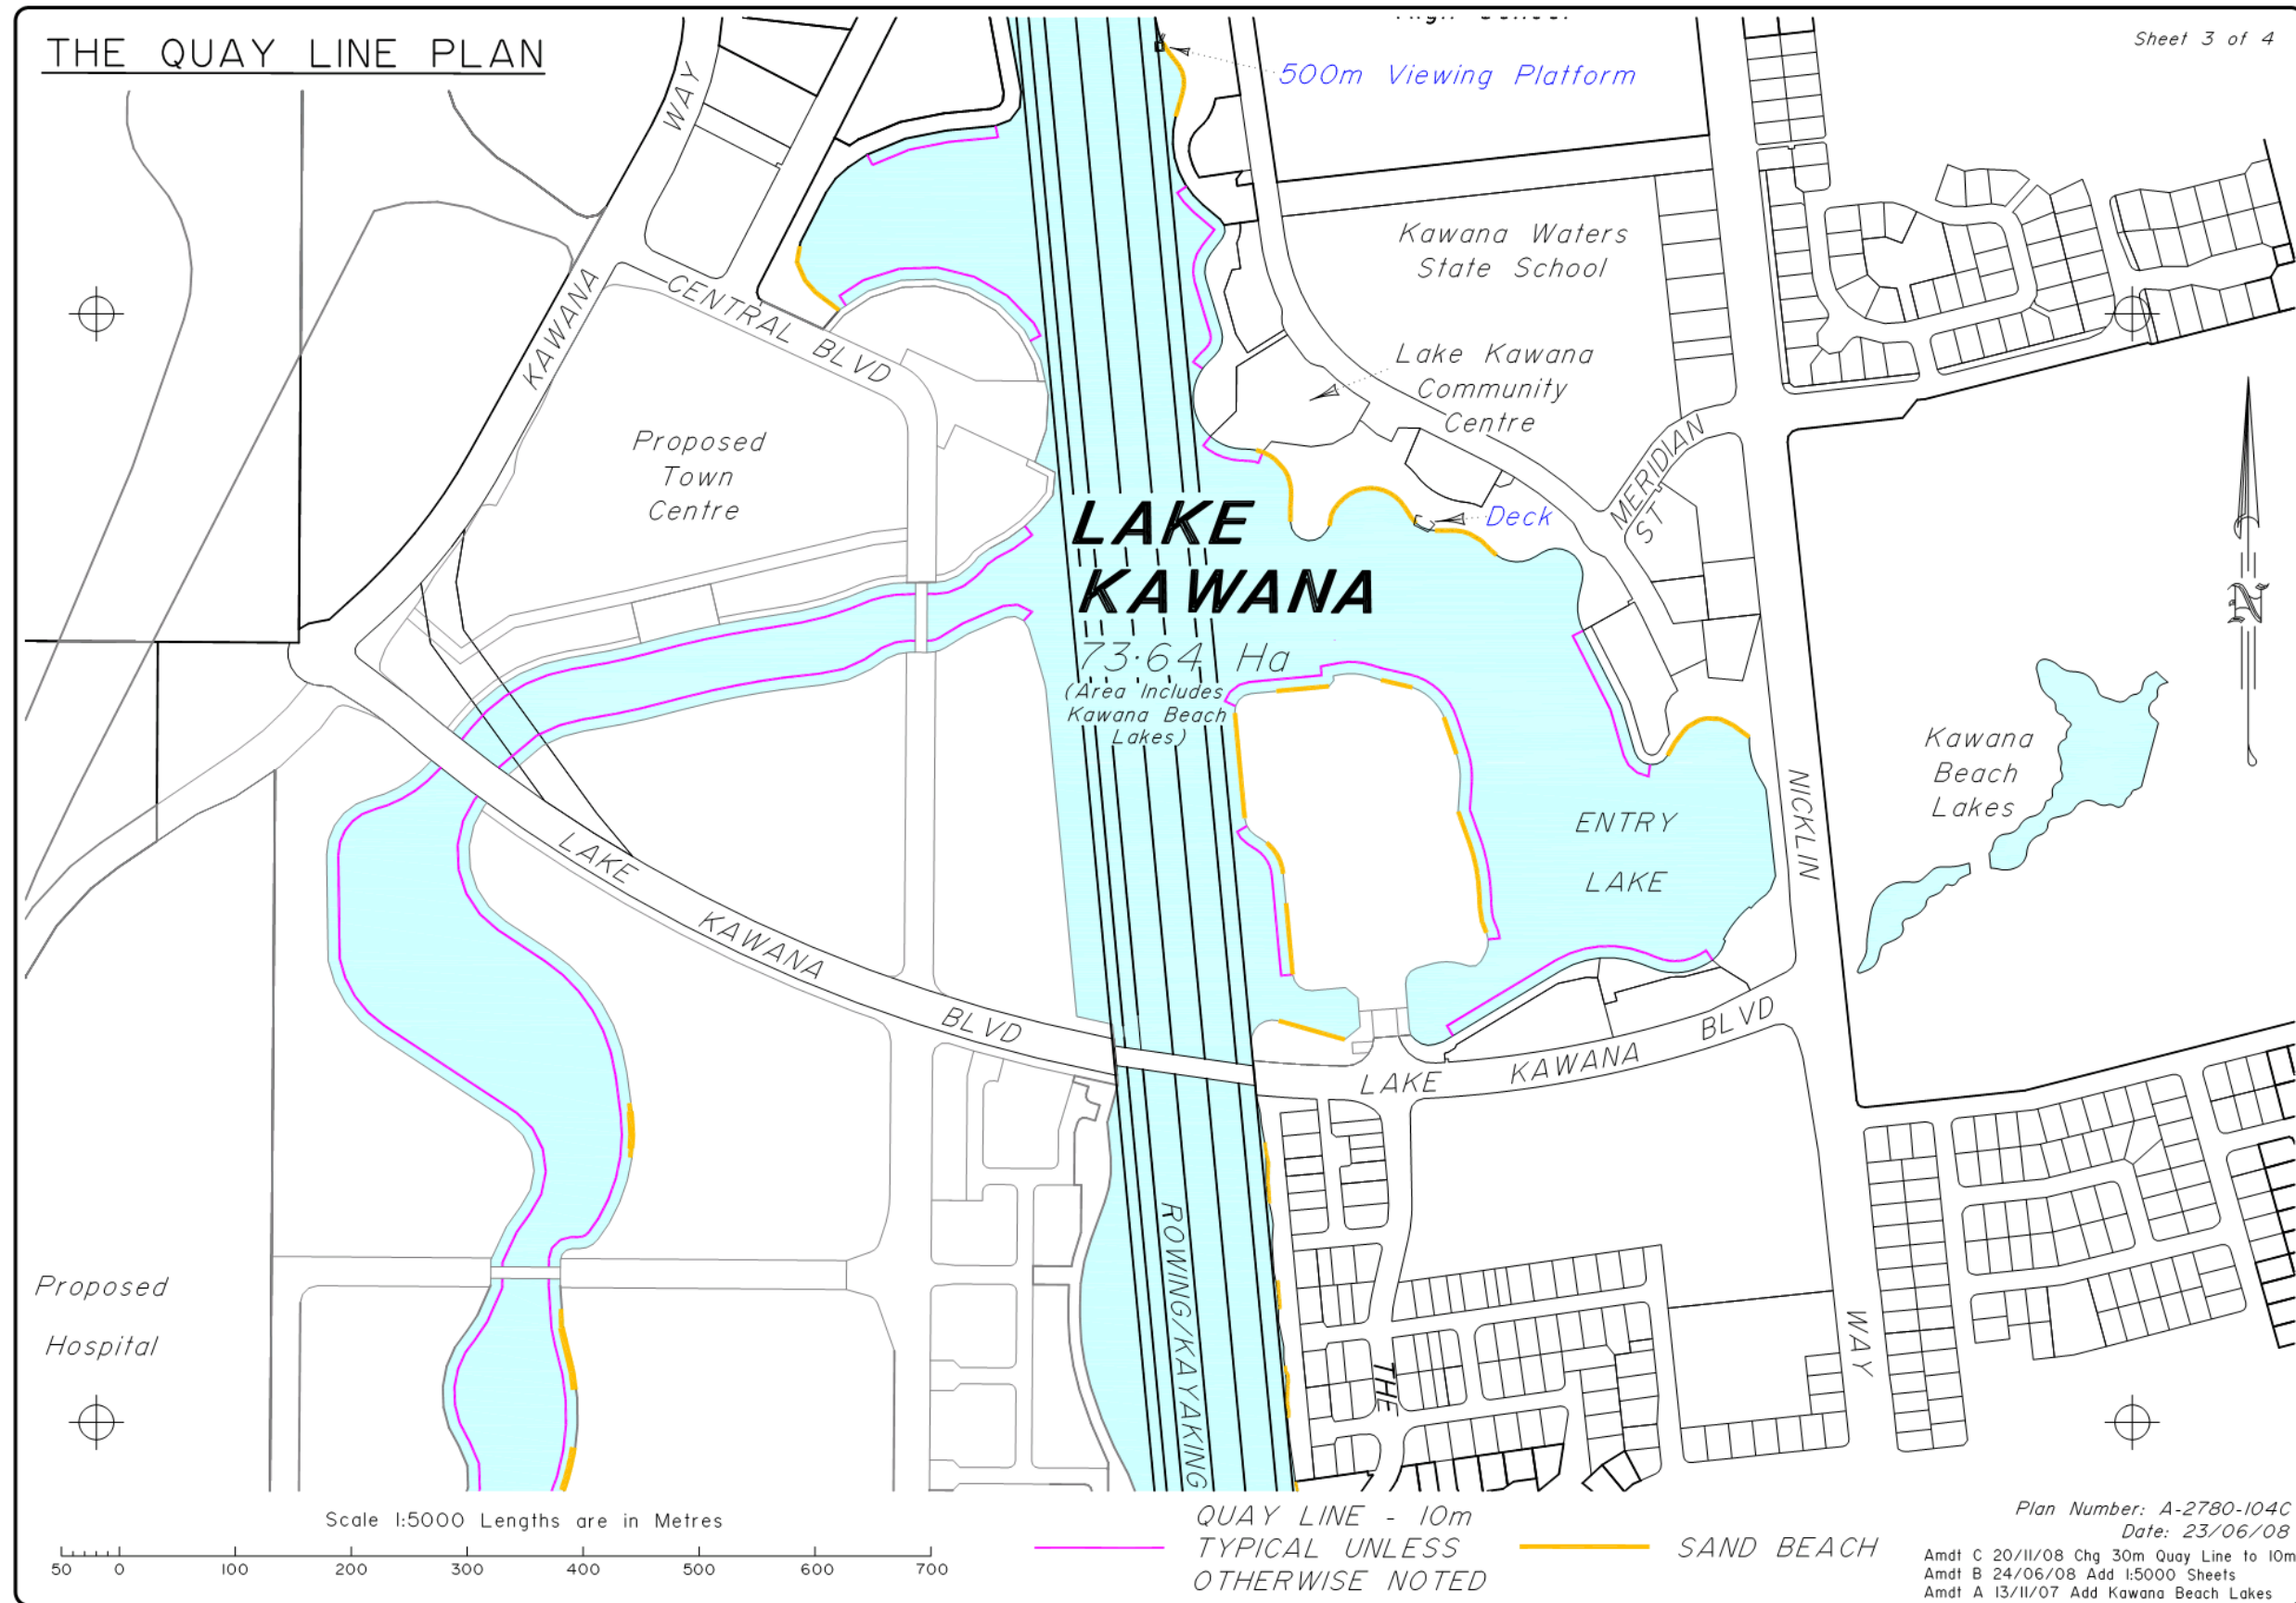 THE QUAY LINE PLAN
Sheet 3 of 4
500m Viewing Platform
WAY
KAWANA
CENTRAL BLVD
Kawana Waters
State School
Lake Kawana
Community
Centre
MERIDIAN
ST
Proposed
Town
Centre
LAKE
KAWANA
73·64 Ha
(Area Includes
Kawana Beach
Lakes)
Deck
N
ENTRY
LAKE
NICKLIN
Kawana
Beach
Lakes
LAKE
KAWANA
BLVD
LAKE KAWANA BLVD
Proposed
Hospital
ROWING/KAYAKING
THE
WAY
Scale 1:5000 Lengths are in Metres
50 0 100 200 300 400 500 600 700
QUAY LINE - 10m
TYPICAL UNLESS
OTHERWISE NOTED
SAND BEACH
Plan Number: A-2780-104C
Date: 23/06/08
Amdt C 20/11/08 Chg 30m Quay Line to 10m
Amdt B 24/06/08 Add 1:5000 Sheets
Amdt A 13/11/07 Add Kawana Beach Lakes